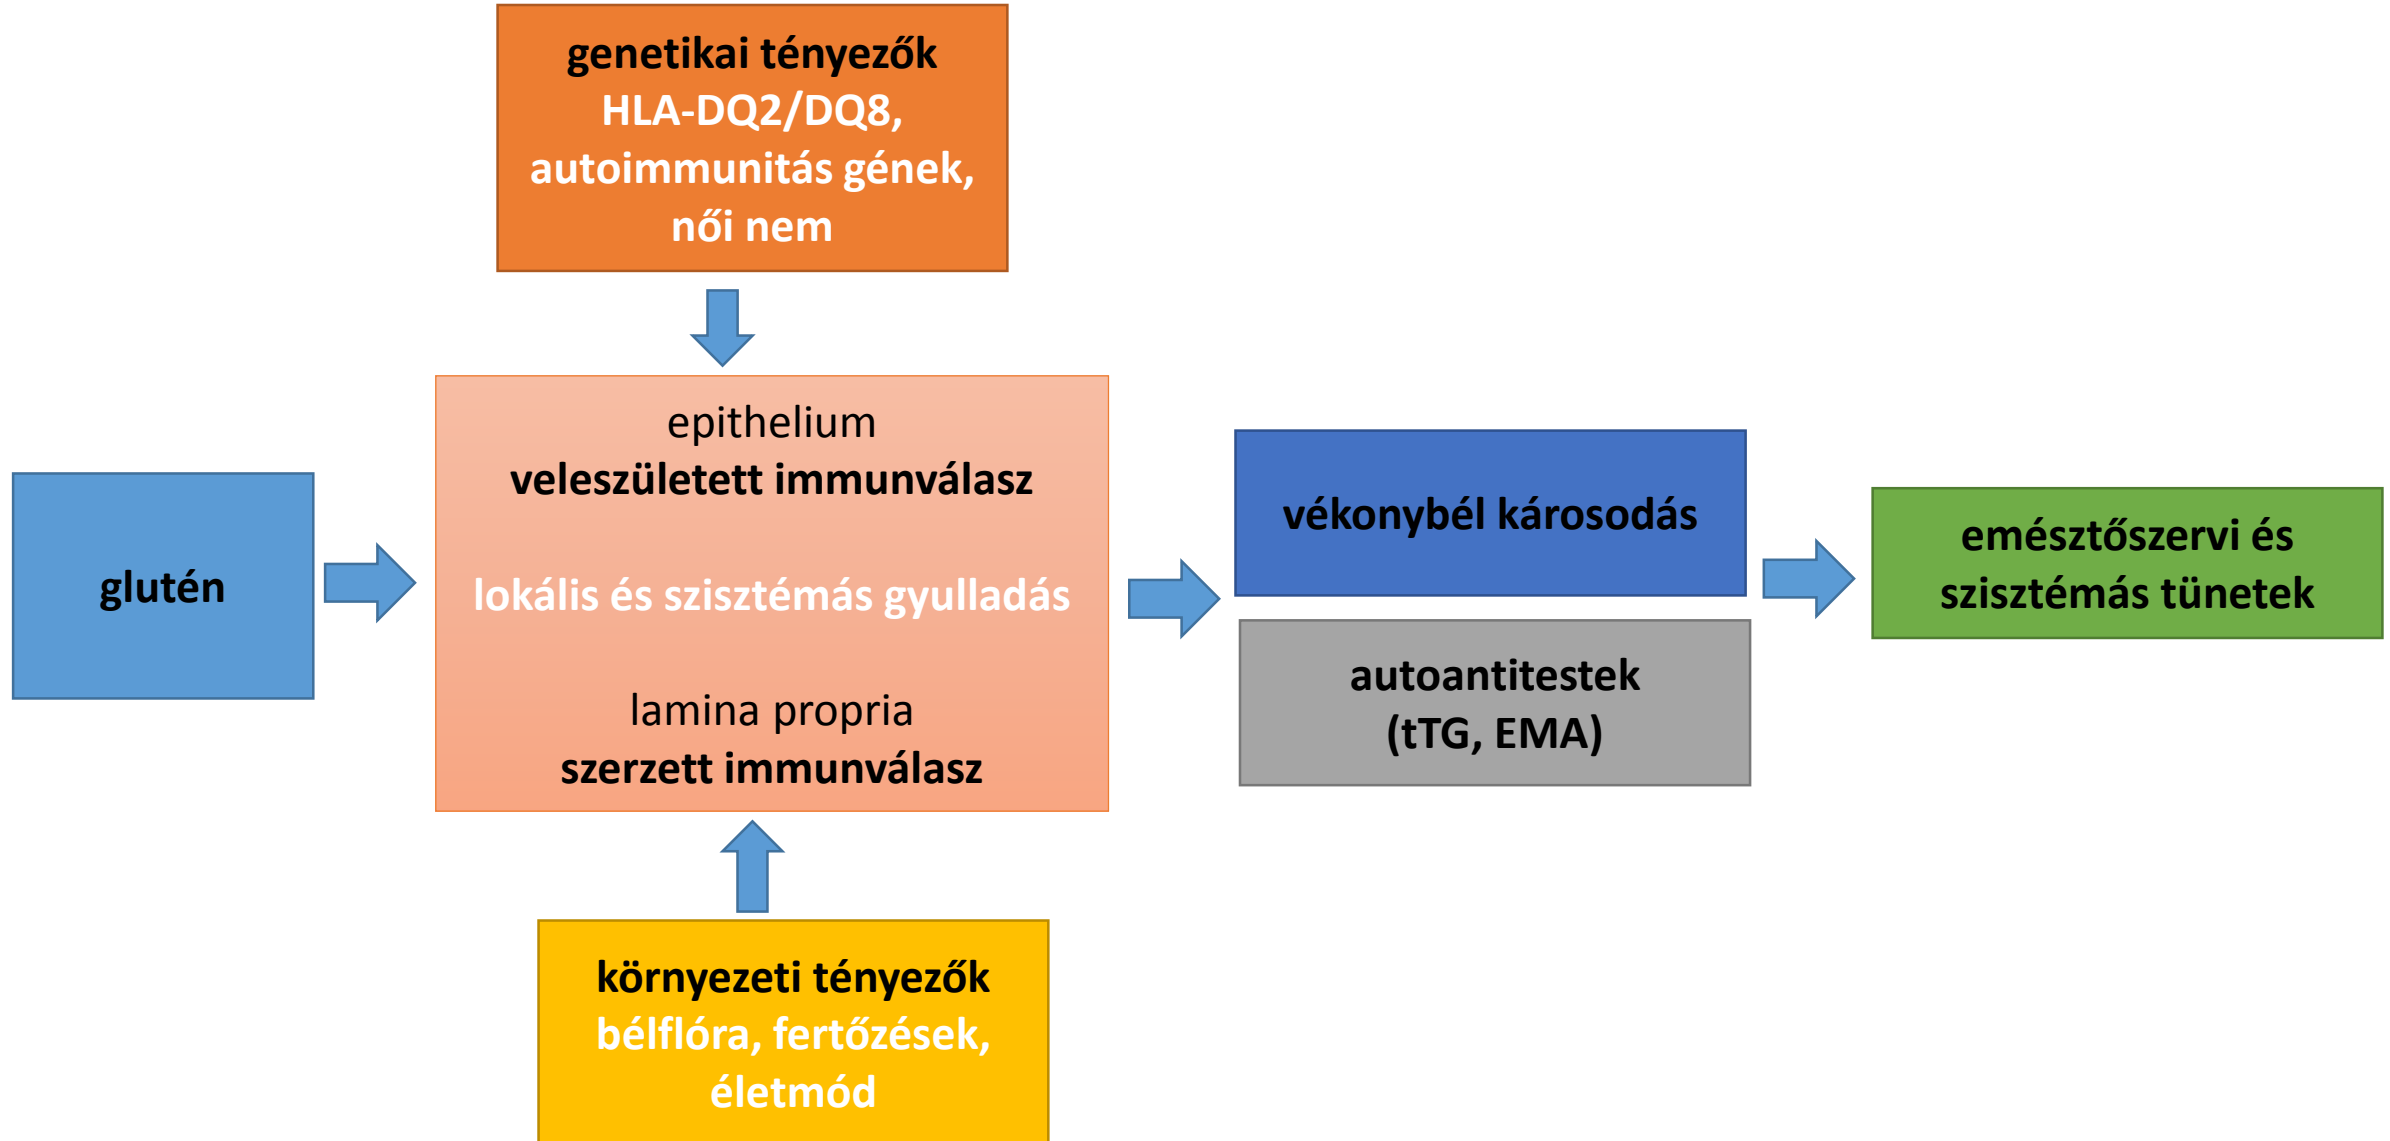 genetikai tényezők
HLA-DQ2/DQ8,
autoimmunitás gének,
női nem
glutén
epithelium
veleszületett immunválasz
lokális és szisztémás gyulladás
lamina propria
szerzett immunválasz
vékonybél károsodás
autoantitestek
(tTG, EMA)
emésztőszervi és
szisztémás tünetek
környezeti tényezők
bélflóra, fertőzések,
életmód